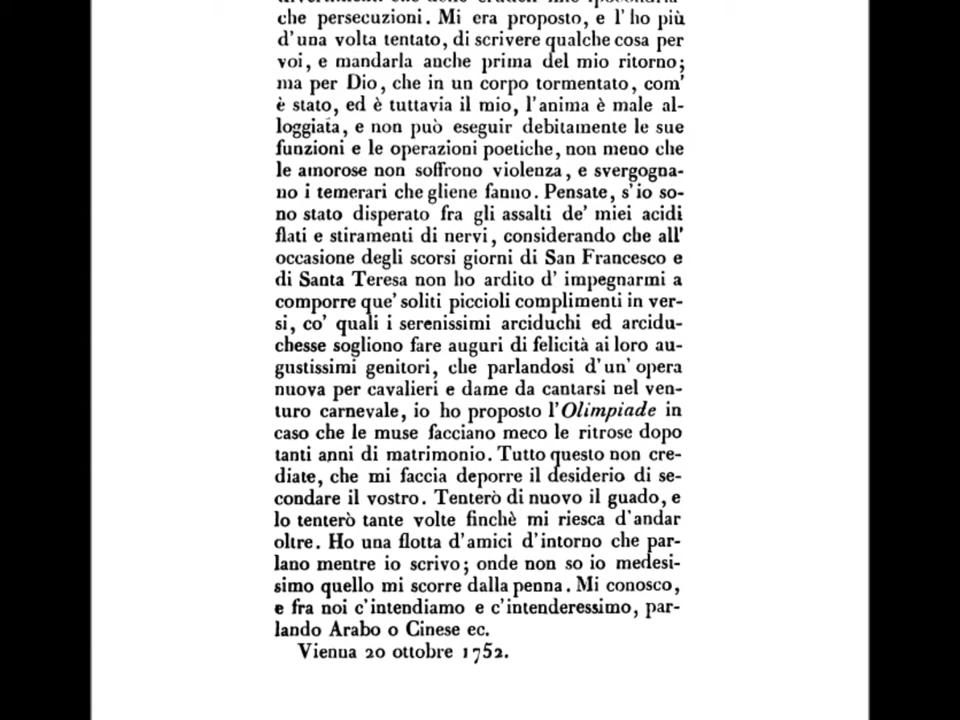 che persecuzioni. Mi era proposto, e l'ho più
d'una volta tentato, di scrivere qualche cosa per
voi, e mandarla anche prima del mio ritorno;
ma per Dio, che in un corpo tormentato, com'
è stato, ed è tuttavia il mio, l'anima è male al-
loggiata, e non può eseguir debitamente le sue
funzioni e le operazioni poetiche, non meno che
le amorose non soffrono violenza, e svergogna-
no i temerari che gliene fanno. Pensate, s'io so-
no stato disperato fra gli assalti de' miei acidi
flati e stiramenti di nervi, considerando che all'
occasione degli scorsi giorni di San Francesco e
di Santa Teresa non ho ardito d' impegnarmi a
comporre que' soliti piccioli complimenti in ver-
si, co' quali i serenissimi arciduchi ed arcidu-
chesse sogliono fare auguri di felicità ai loro au-
gustissimi genitori, che parlandosi d'un' opera
nuova per cavalieri e dame da cantarsi nel ven-
turo carnevale, io ho proposto l'Olimpiade in
caso che le muse facciano meco le ritrose dopo
tanti anni di matrimonio. Tutto questo non cre-
diate, che mi faccia deporre il desiderio di se-
condare il vostro. Tenterò di nuovo il guado, e
lo tenterò tante volte finchè mi riesca d'andar
oltre. Ho una flotta d'amici d'intorno che par-
lano mentre io scrivo; onde non so io medesi-
simo quello mi scorre dalla penna. Mi conosco,
e fra noi c'intendiamo e c'intenderessimo, par-
lando Arabo o Cinese ec.
Vienna 20 ottobre 1752.